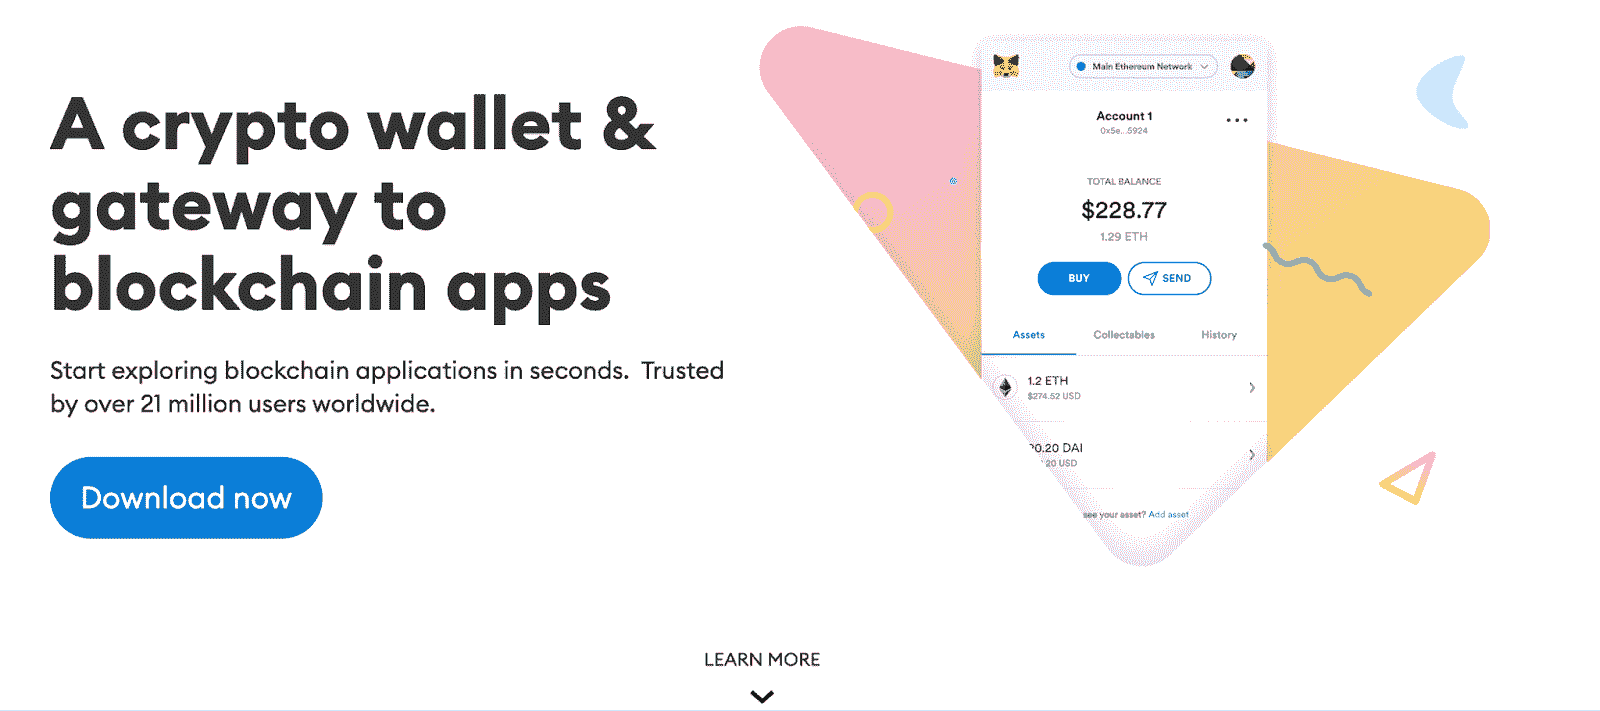 A crypto wallet &
gateway to
blockchain apps
Start exploring blockchain applications in seconds.  Trusted
by over 21 million users worldwide.
Download now
Main Ethereum Network
Account 1
0x5e...5924
TOTAL BALANCE
$228.77
1.29 ETH
BUY
SEND
Assets
Collectables
History
1.2 ETH
$274.52 USD
0.20 DAI
20 USD
see your asset? Add asset
LEARN MORE